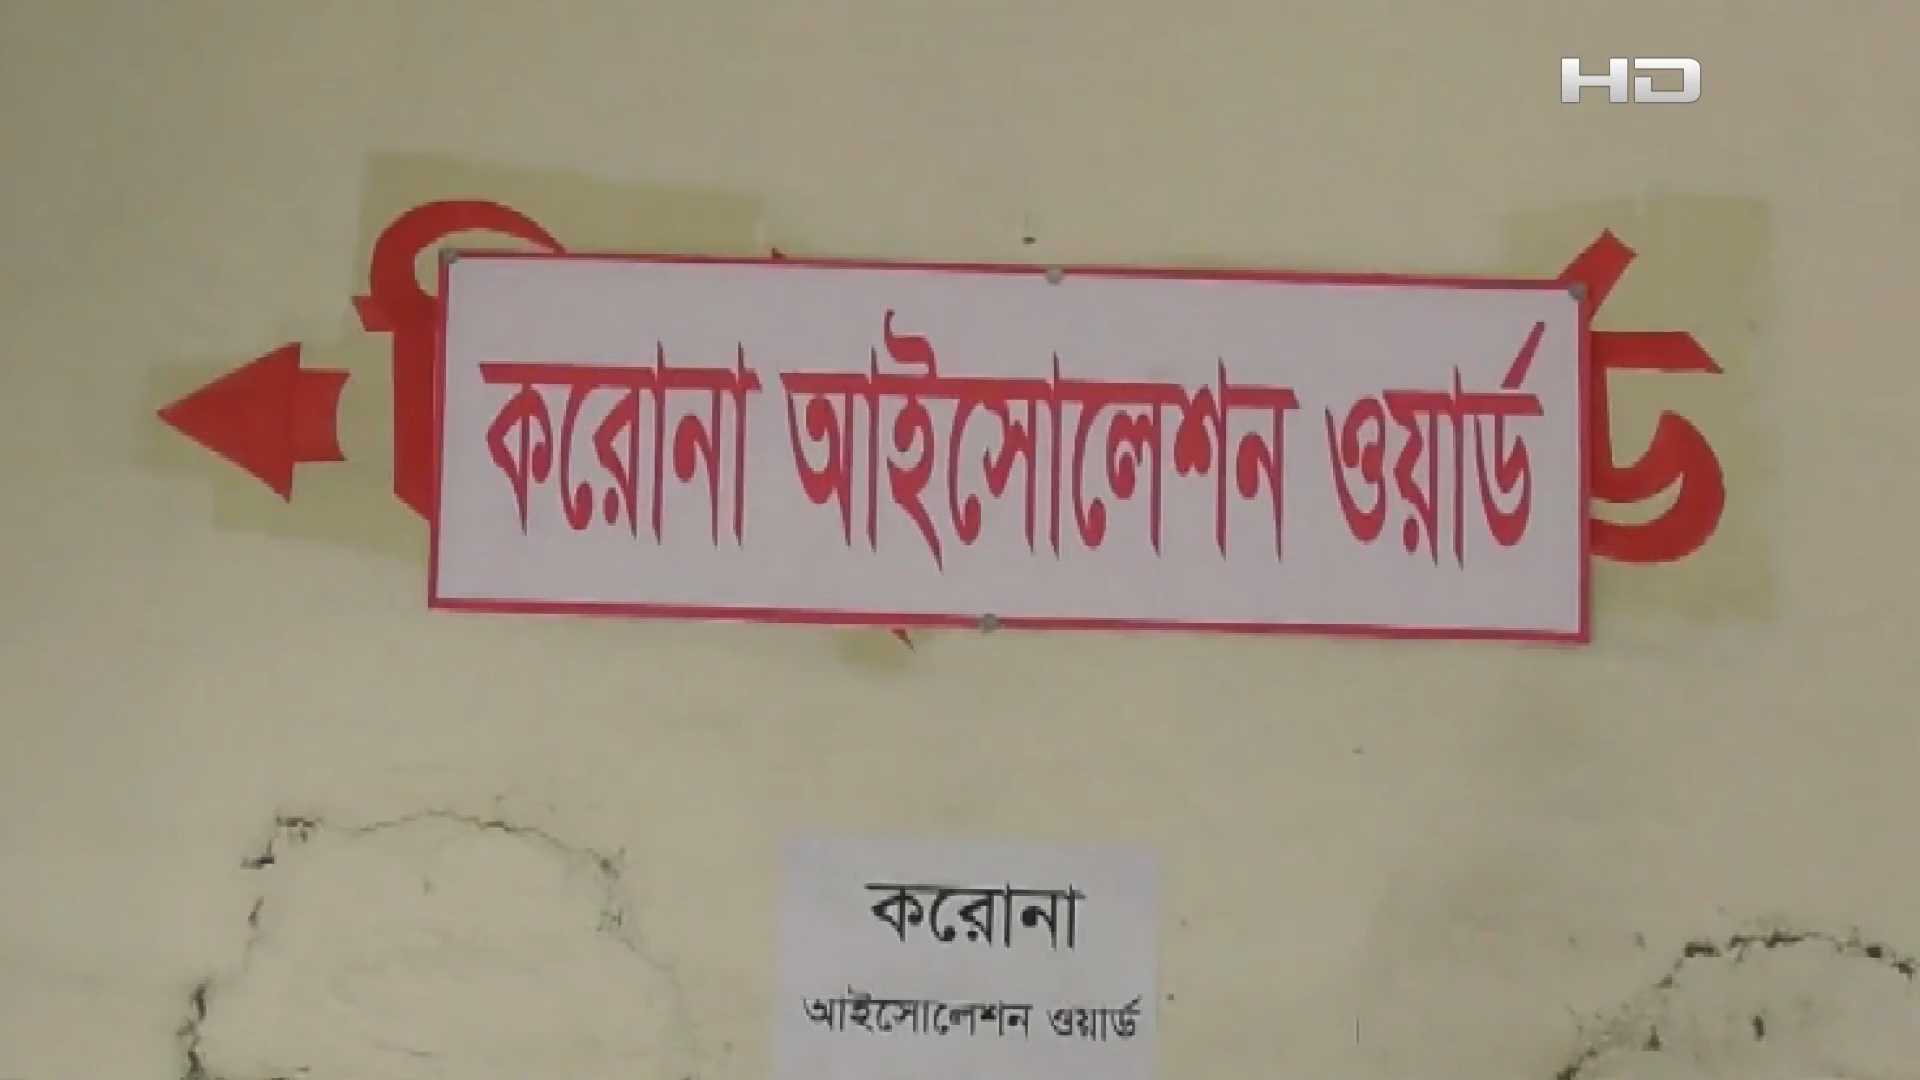 HD
করোনা আইসোলেশন ওয়ার্ড
করোনা
আইসোলেশন ওয়ার্ড